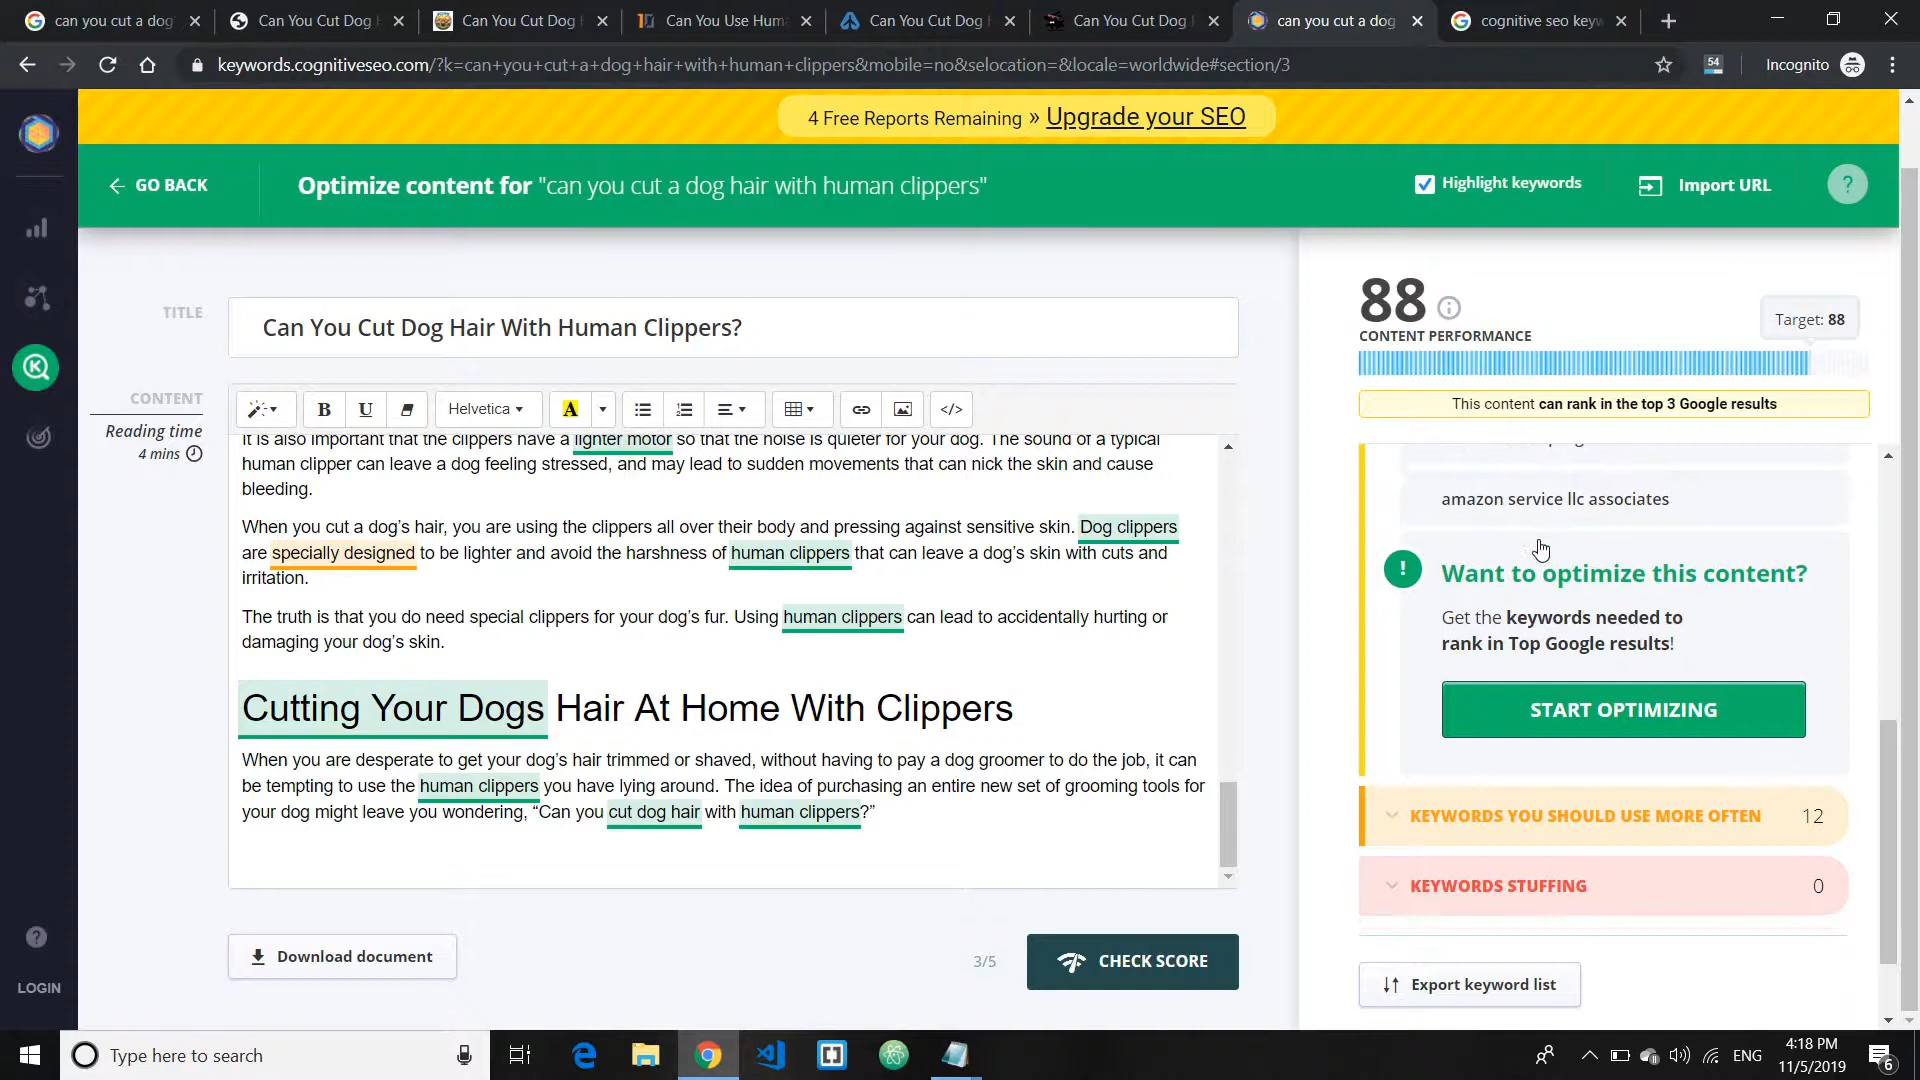 can you cut a dog
Can You Cut Dog
Can You Cut Dog
Can You Use Hum
Can You Cut Dog
Can You Cut Dog
can you cut a dog
cognitive seo keyw
keywords.cognitiveseo.com/?k=can+you+cut+a+dog+hair+with+human+clippers&mobile=no&selocation=&locale=worldwide#section/3
54
Incognito
4 Free Reports Remaining » Upgrade your SEO
GO BACK
Optimize content for "can you cut a dog hair with human clippers"
Highlight keywords
Import URL
?
TITLE
Can You Cut Dog Hair With Human Clippers?
CONTENT
Reading time
4 mins
B U Helvetica A </>
It is also important that the clippers have a lighter motor so that the noise is quieter for your dog. The sound of a typical
human clipper can leave a dog feeling stressed, and may lead to sudden movements that can nick the skin and cause
bleeding.
When you cut a dog’s hair, you are using the clippers all over their body and pressing against sensitive skin. Dog clippers
are specially designed to be lighter and avoid the harshness of human clippers that can leave a dog’s skin with cuts and
irritation.
The truth is that you do need special clippers for your dog’s fur. Using human clippers can lead to accidentally hurting or
damaging your dog’s skin.
Cutting Your Dogs Hair At Home With Clippers
When you are desperate to get your dog’s hair trimmed or shaved, without having to pay a dog groomer to do the job, it can
be tempting to use the human clippers you have lying around. The idea of purchasing an entire new set of grooming tools for
your dog might leave you wondering, “Can you cut dog hair with human clippers?”
Download document
3/5
CHECK SCORE
88
CONTENT PERFORMANCE
Target: 88
This content can rank in the top 3 Google results
amazon service llc associates
!
Want to optimize this content?
Get the keywords needed to
rank in Top Google results!
START OPTIMIZING
KEYWORDS YOU SHOULD USE MORE OFTEN 12
KEYWORDS STUFFING 0
Export keyword list
?
LOGIN
Type here to search
ENG
4:18 PM
11/5/2019
6